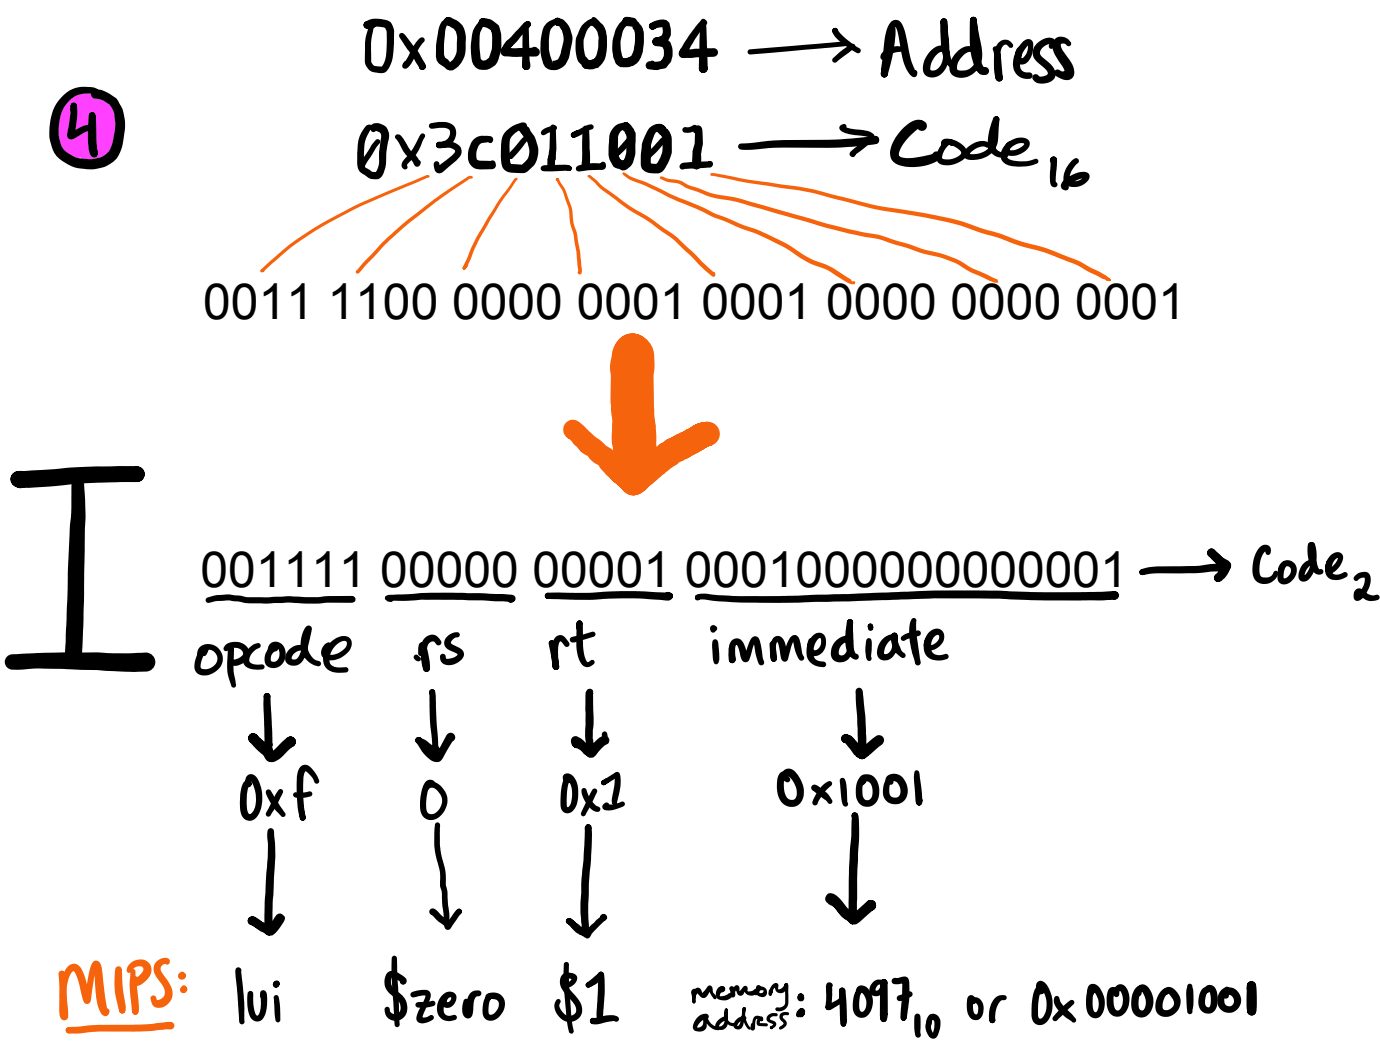 0x00400034 → Address
4
0x3c011001 → Code₁₆
0011 1100 0000 0001 0001 0000 0000 0001
I
001111 00000 00001 0001000000000001 → Code₂
opcode rs rt immediate
0xf 0 0x1 0x1001
MIPS: lui $zero $1 memory address: 4097₁₀ or 0x00001001